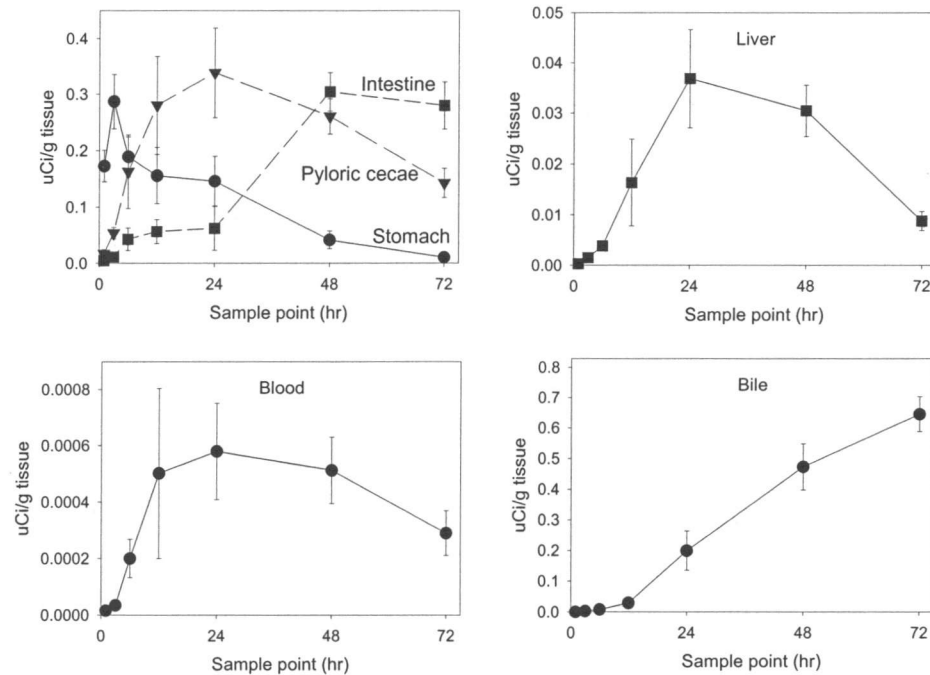 uCi/g tissue
0.4
0.3
0.2
0.1
0.0
Intestine
Pyloric cecae
Stomach
0
24
48
72
Sample point (hr)
uCi/g tissue
0.05
0.04
0.03
0.02
0.01
0.00
Liver
0
24
48
72
Sample point (hr)
uCi/g tissue
0.0008
0.0006
0.0004
0.0002
0.0000
Blood
0
24
48
72
Sample point (hr)
uCi/g tissue
0.8
0.7
0.6
0.5
0.4
0.3
0.2
0.1
0.0
Bile
0
24
48
72
Sample point (hr)